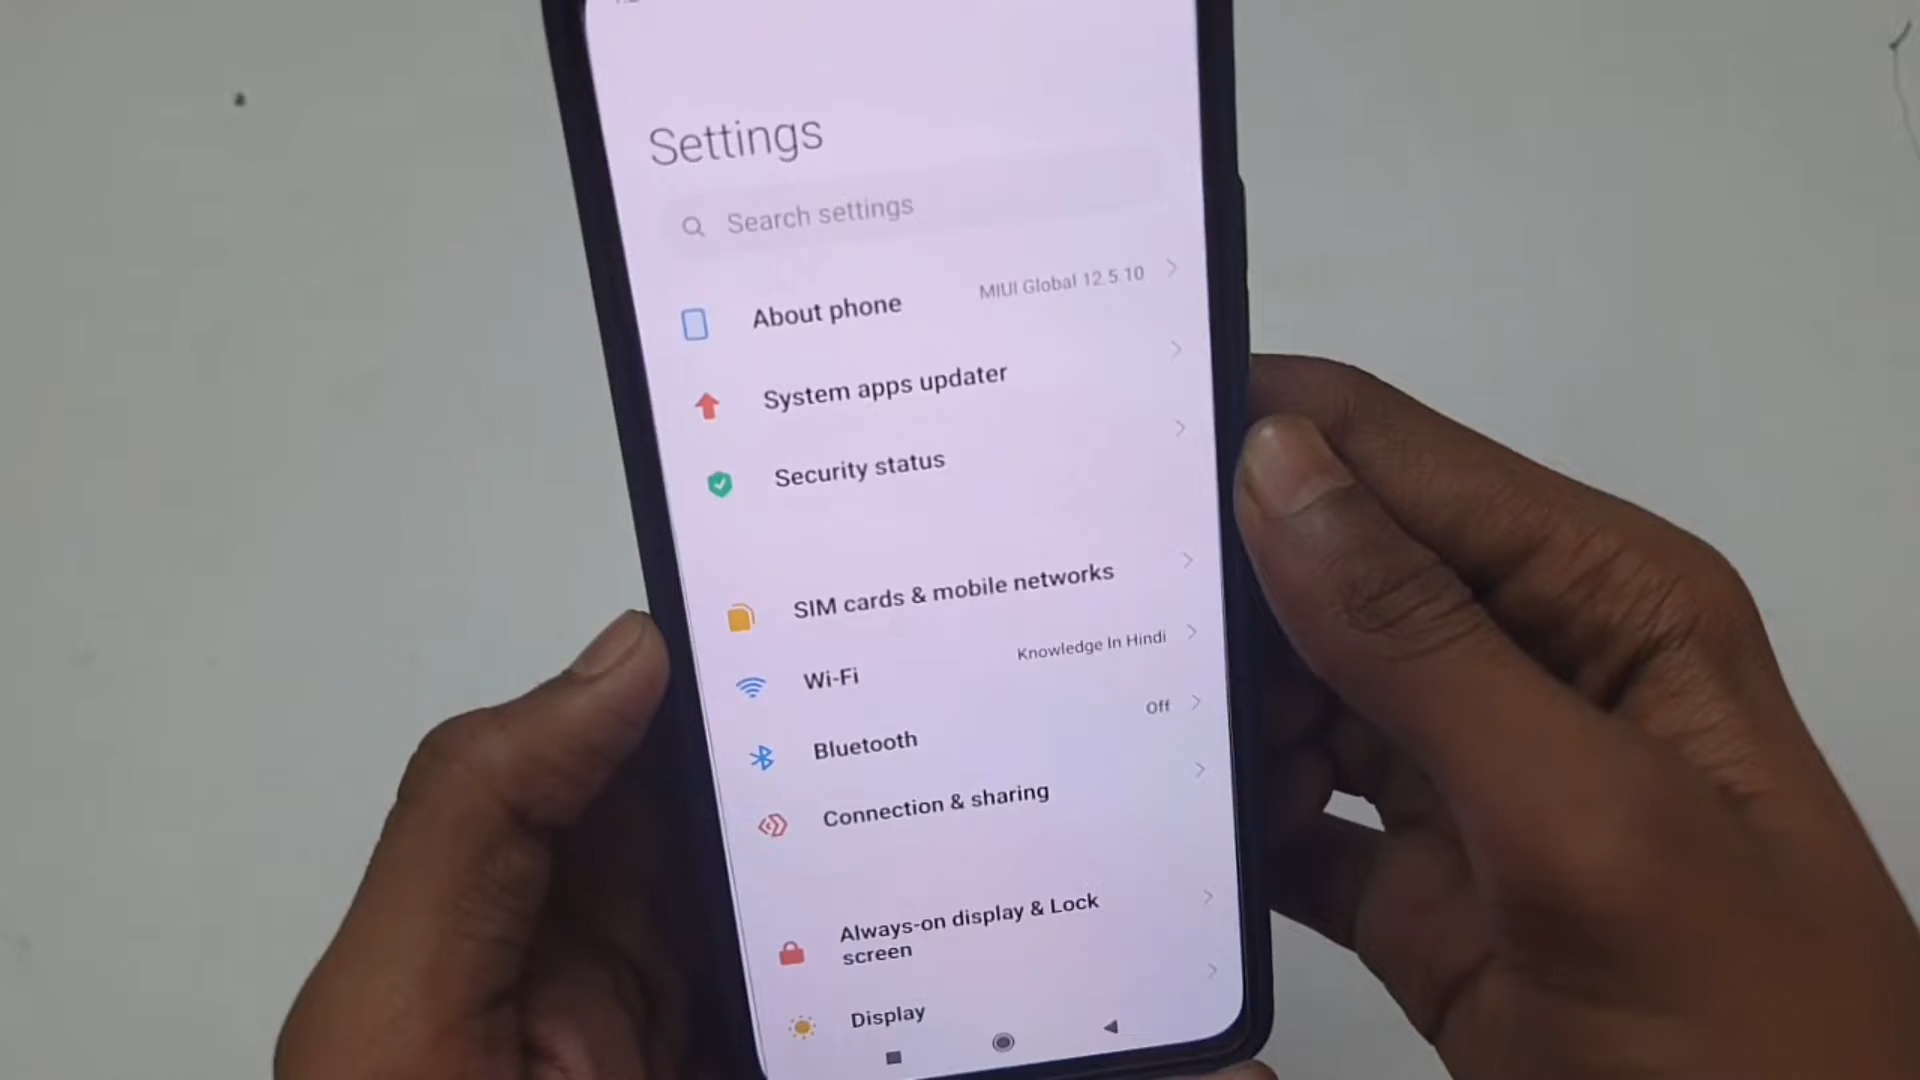 Settings
Search settings
About phone
MIUI Global 12.5.10
System apps updater
Security status
SIM cards & mobile networks
Wi-Fi
Knowledge In Hindi
Bluetooth
Off
Connection & sharing
Always-on display & Lock
screen
Display